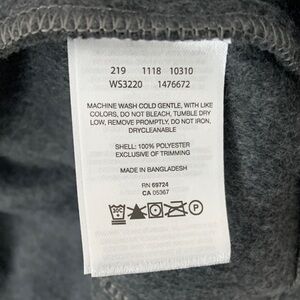 219 1118 10310
WS3220 1476672
MACHINE WASH COLD GENTLE, WITH LIKE
COLORS, DO NOT BLEACH, TUMBLE DRY
LOW, REMOVE PROMPTLY, DO NOT IRON,
DRYCLEANABLE
SHELL: 100% POLYESTER
EXCLUSIVE OF TRIMMING
MADE IN BANGLADESH
RN 69724
CA 05367